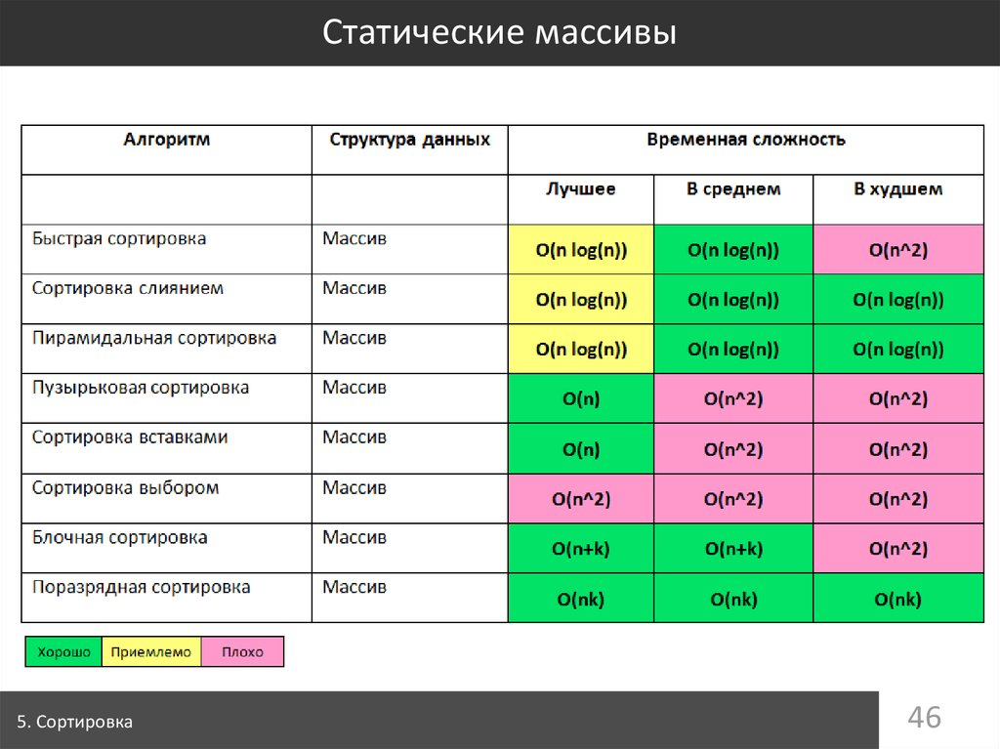 Статические массивы
Алгоритм Структура данных Временная сложность
Лучшее В среднем В худшем
Быстрая сортировка Массив O(n log(n)) O(n log(n)) O(n^2)
Сортировка слиянием Массив O(n log(n)) O(n log(n)) O(n log(n))
Пирамидальная сортировка Массив O(n log(n)) O(n log(n)) O(n log(n))
Пузырьковая сортировка Массив O(n) O(n^2) O(n^2)
Сортировка вставками Массив O(n) O(n^2) O(n^2)
Сортировка выбором Массив O(n^2) O(n^2) O(n^2)
Блочная сортировка Массив O(n+k) O(n+k) O(n^2)
Поразрядная сортировка Массив O(nk) O(nk) O(nk)
Хорошо Приемлемо Плохо
5. Сортировка 46